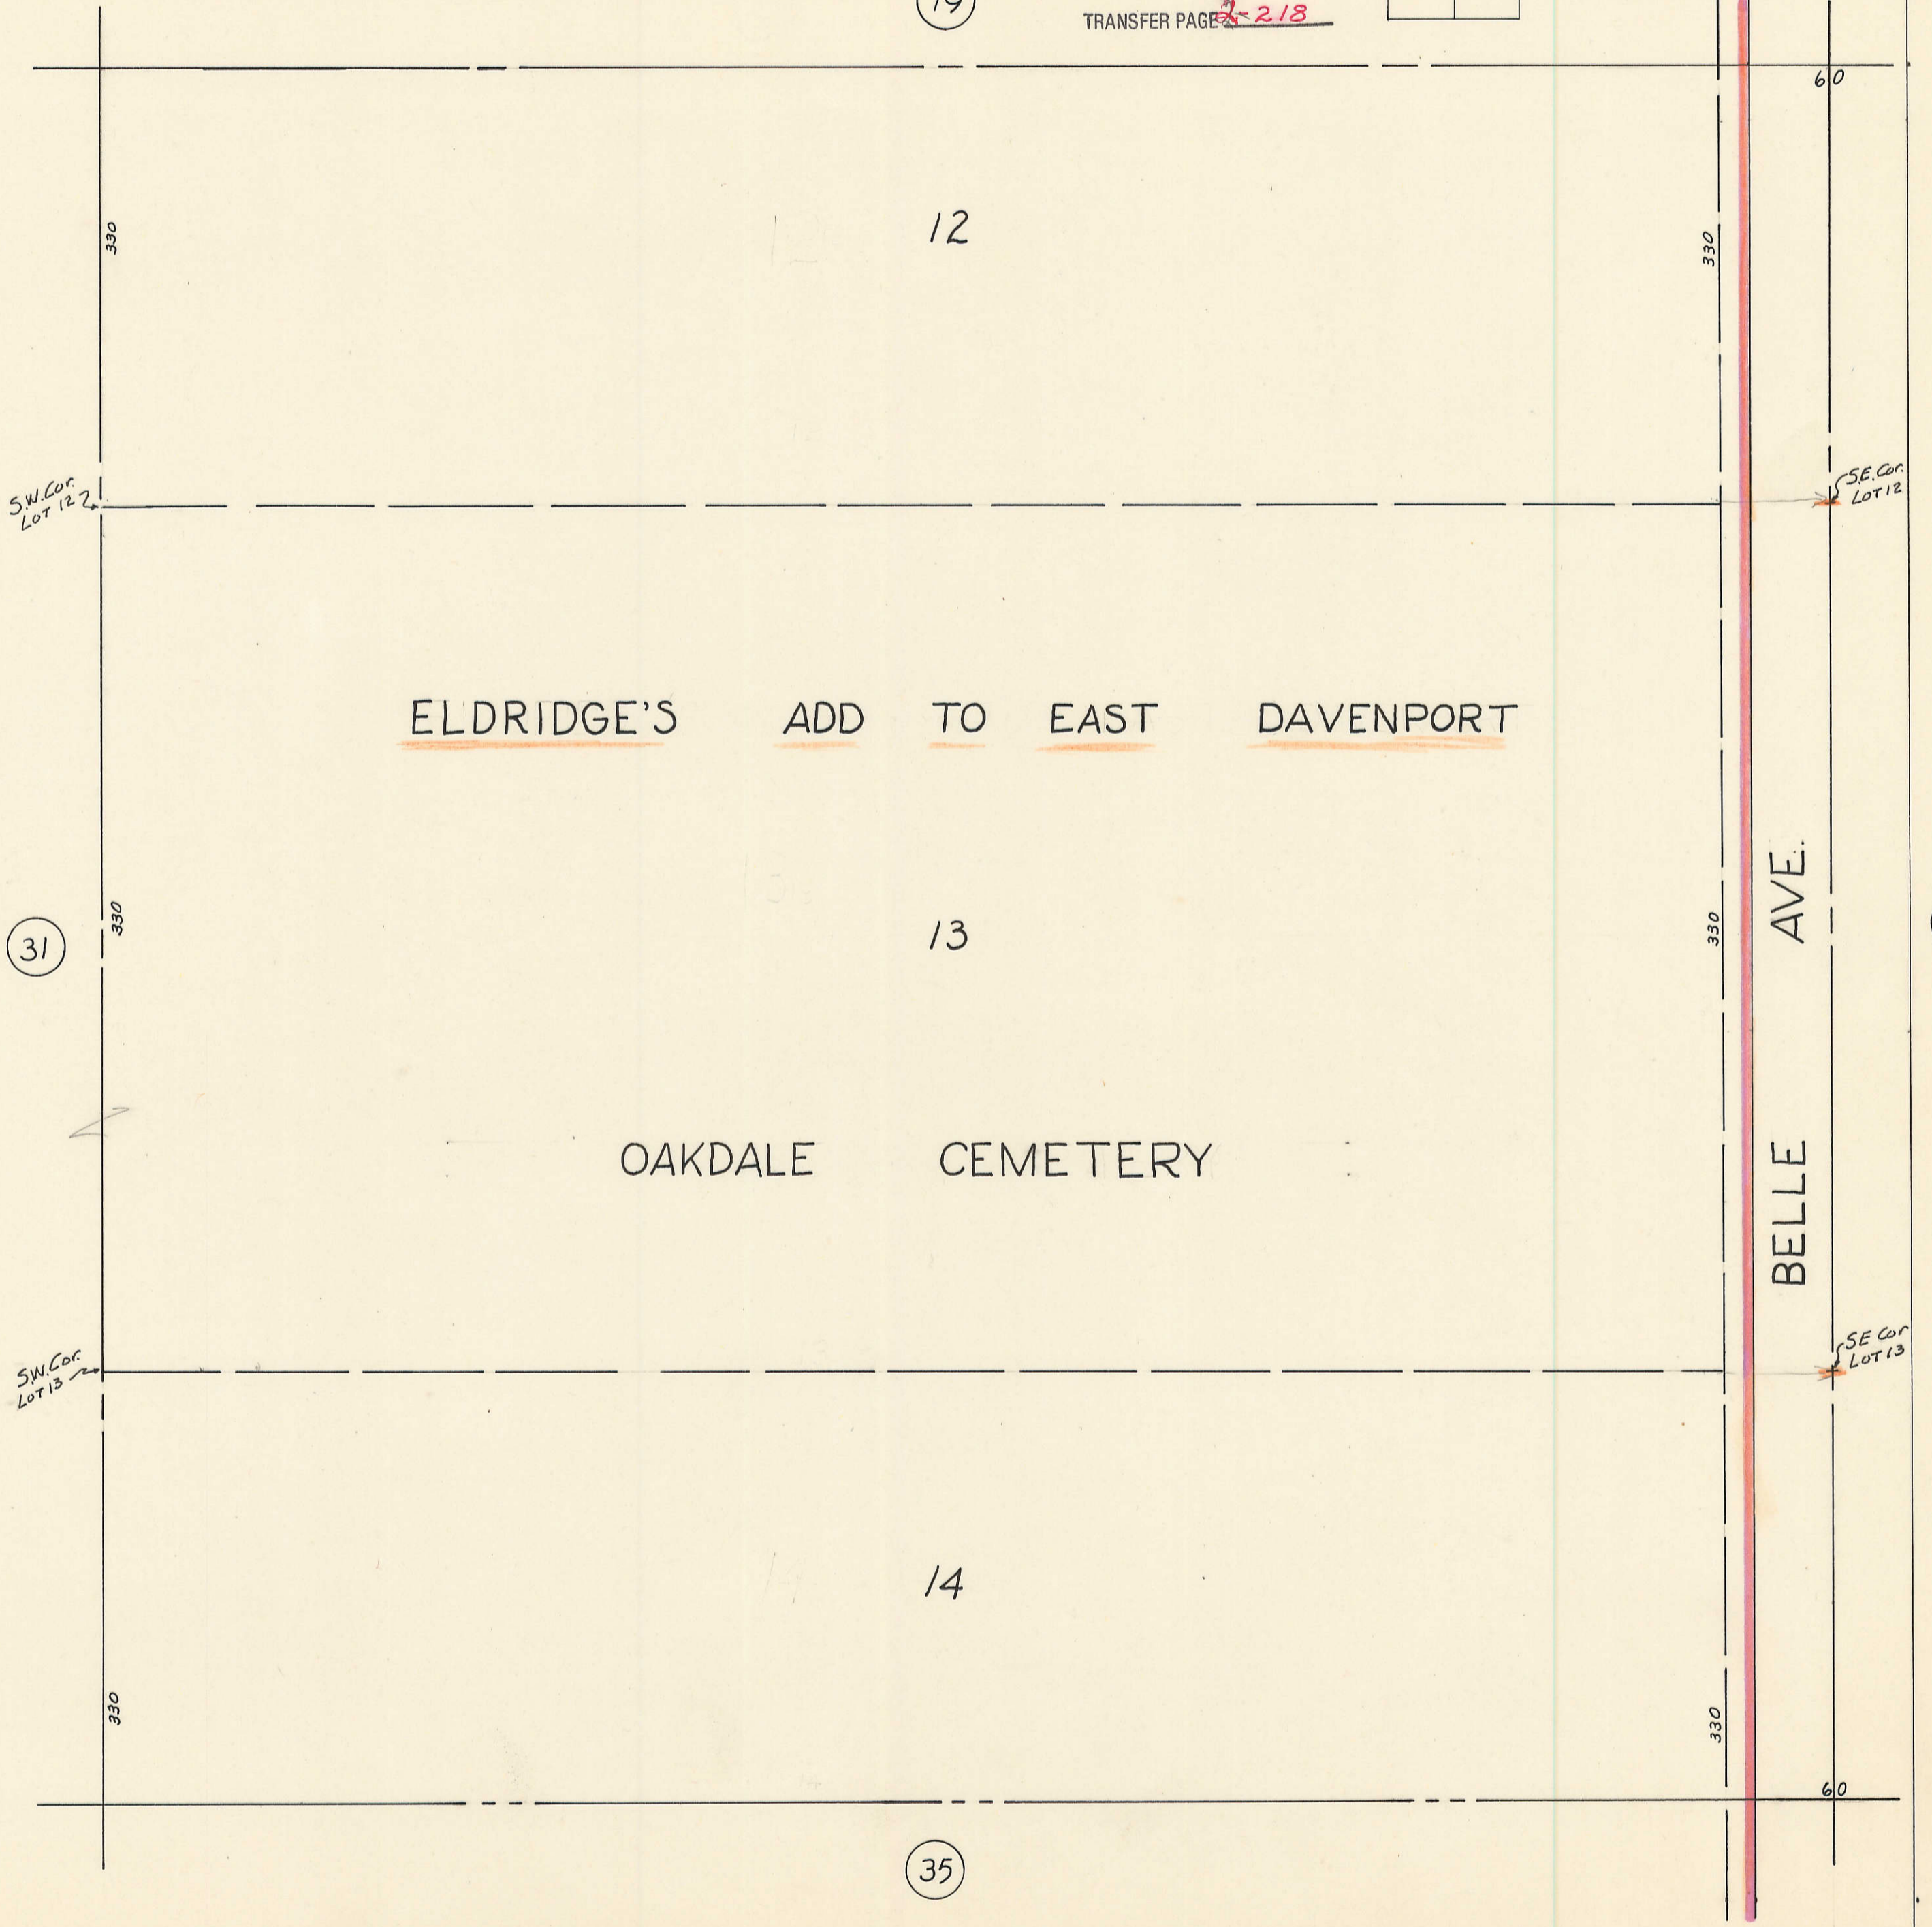 19
TRANSFER PAGE 2-218
60
330
12
330
S.W. Cor.
LOT 12
S.E. Cor.
LOT 12
ELDRIDGE'S ADD TO EAST DAVENPORT
31
330
13
330
BELLE AVE.
OAKDALE CEMETERY
S.W. Cor.
LOT 13
SE Cor
LOT 13
14
330
330
60
35